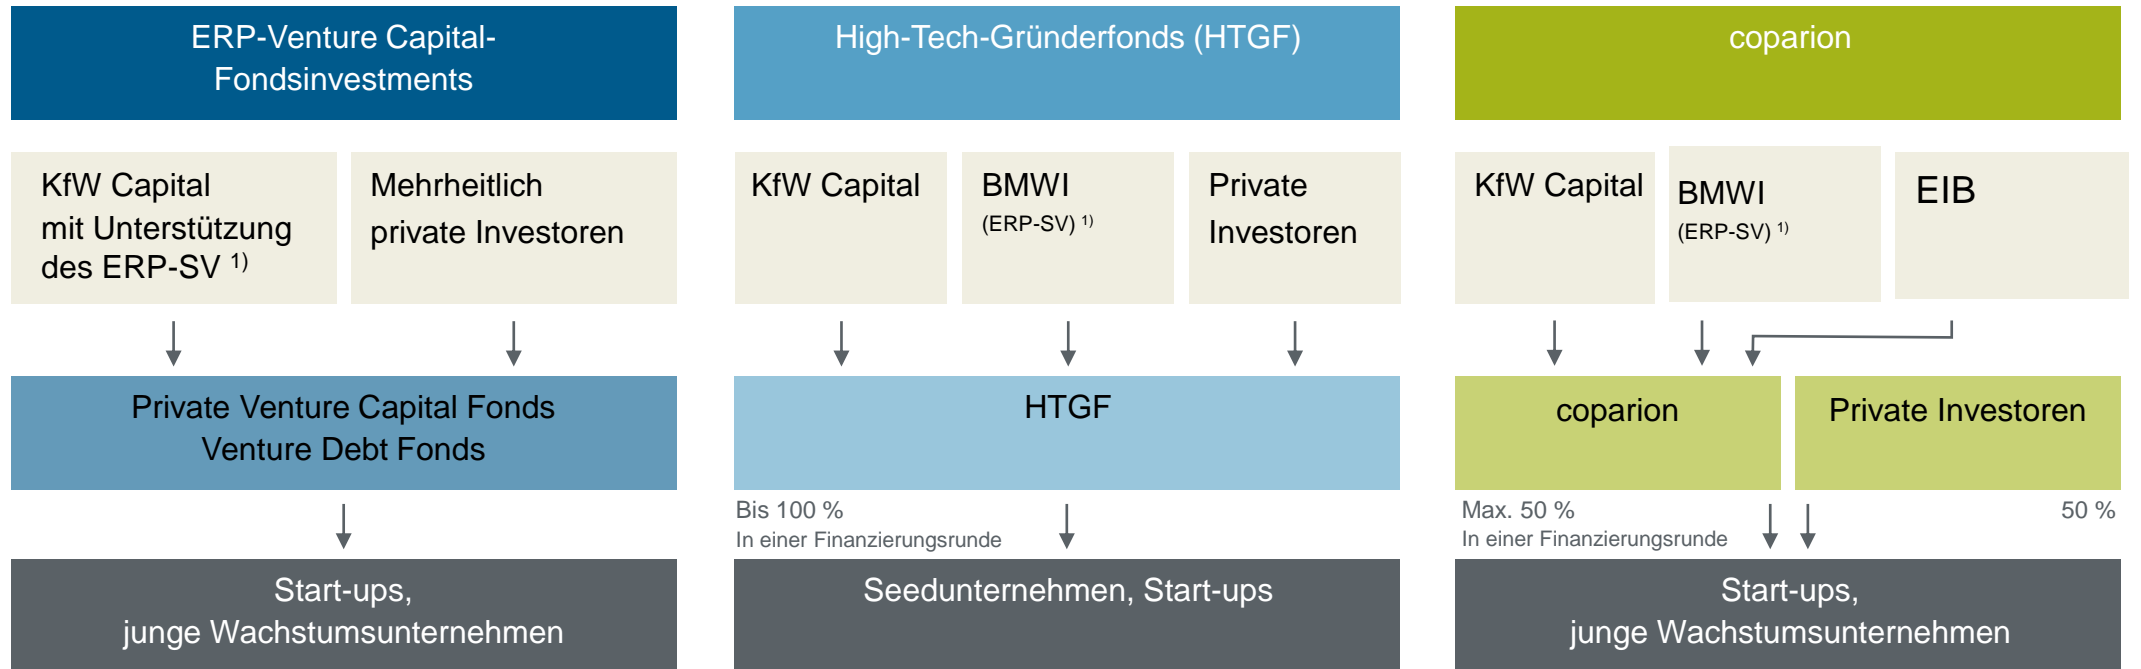 ERP-Venture Capital-
Fondsinvestments
KfW Capital
mit Unterstützung
des ERP-SV 1)
Mehrheitlich
private Investoren
Private Venture Capital Fonds
Venture Debt Fonds
Start-ups,
junge Wachstumsunternehmen
High-Tech-Gründerfonds (HTGF)
KfW Capital
BMWI
(ERP-SV) 1)
Private
Investoren
HTGF
Bis 100 %
In einer Finanzierungsrunde
Seedunternehmen, Start-ups
coparion
KfW Capital
BMWI
(ERP-SV) 1)
EIB
coparion
Private Investoren
Max. 50 %
In einer Finanzierungsrunde
50 %
Start-ups,
junge Wachstumsunternehmen